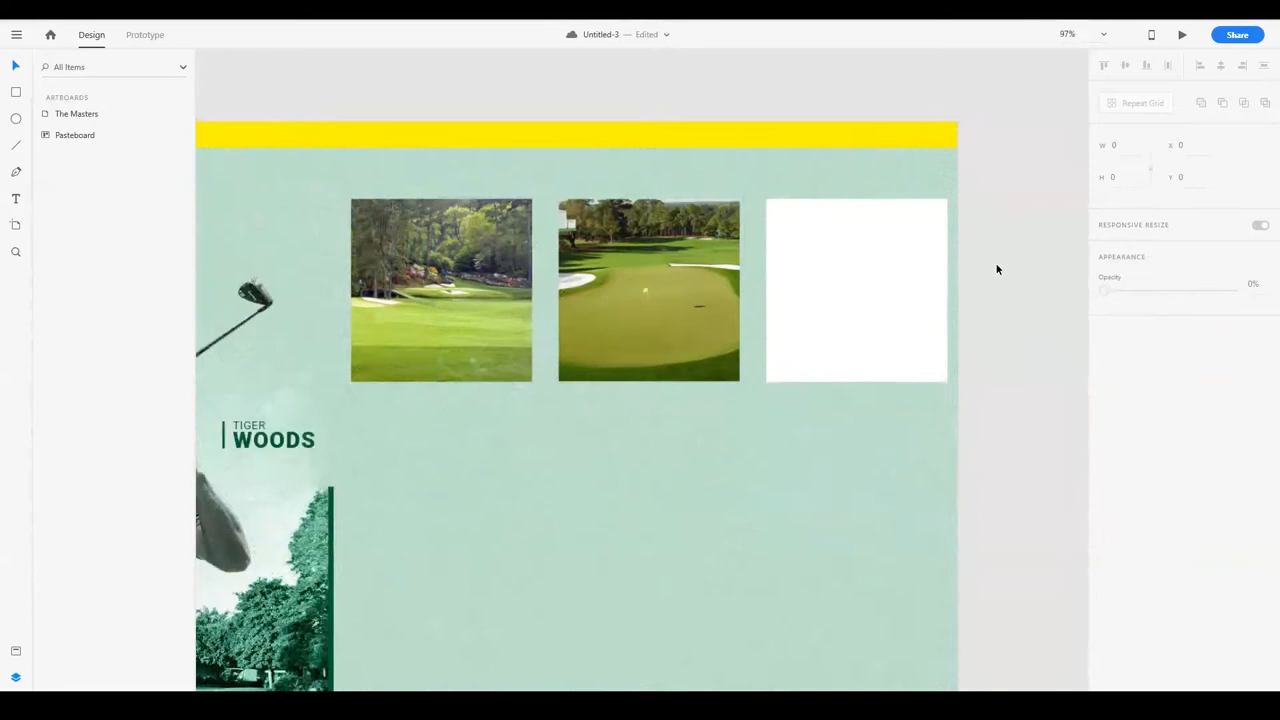 Design
Prototype
Untitled-3 — Edited
97%
Share
All Items
ARTBOARDS
The Masters
Pasteboard
Repeat Grid
W 0
X 0
H 0
Y 0
RESPONSIVE RESIZE
APPEARANCE
Opacity
0%
T
TIGER
WOODS